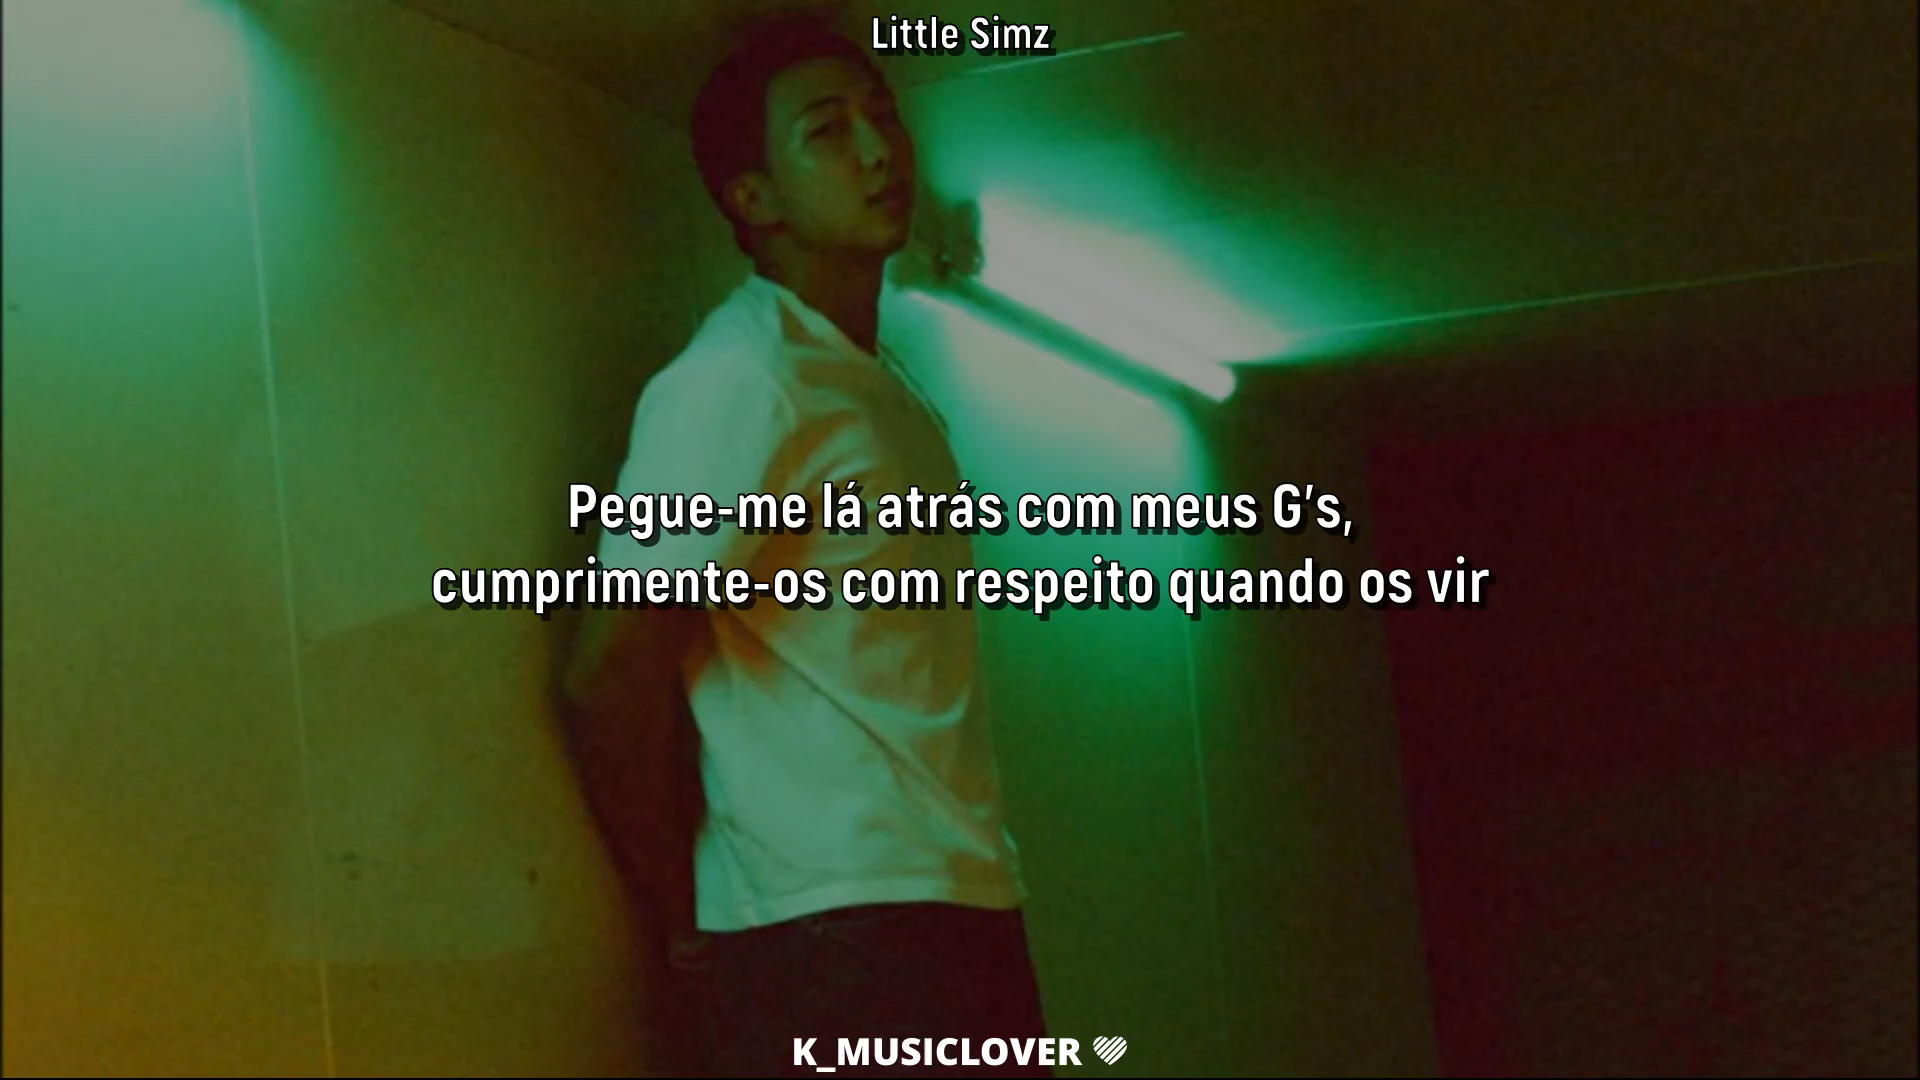 Little Simz
Pegue-me lá atrás com meus G's,
cumprimente-os com respeito quando os vir
K_MUSICLOVER